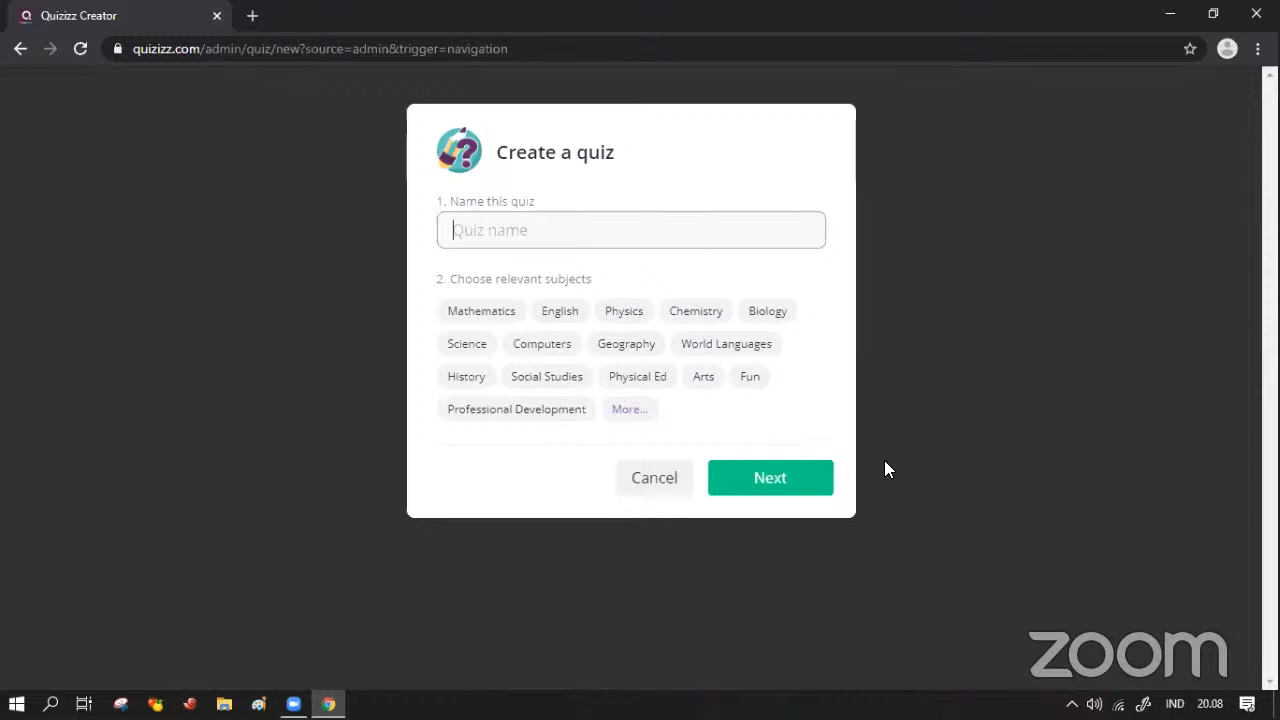 Quizizz Creator
quizizz.com/admin/quiz/new?source=admin&trigger=navigation
Create a quiz
1. Name this quiz
Quiz name
2. Choose relevant subjects
Mathematics English Physics Chemistry Biology
Science Computers Geography World Languages
History Social Studies Physical Ed Arts Fun
Professional Development More...
Cancel Next
zoom
IND 20.08